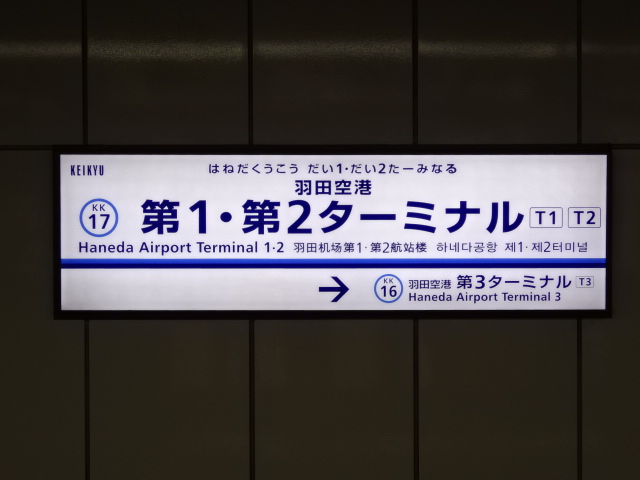 KEIKYU
はねだくうこう だい1・だい2たーみなる
羽田空港
KK 17 第1・第2ターミナル T1 T2
Haneda Airport Terminal 1·2 羽田机场第1·第2航站楼 하네다공항 제1·제2터미널
→ KK 16 羽田空港 第3ターミナル T3
Haneda Airport Terminal 3